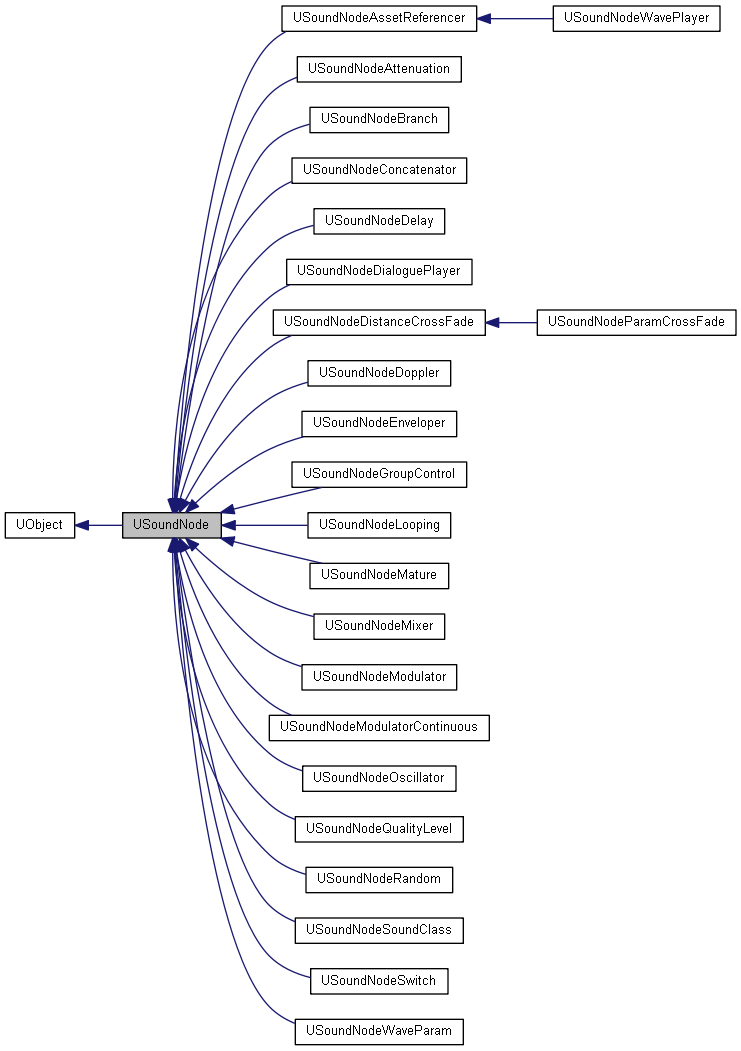 USoundNodeAssetReferencer
USoundNodeWavePlayer
USoundNodeAttenuation
USoundNodeBranch
USoundNodeConcatenator
USoundNodeDelay
USoundNodeDialoguePlayer
USoundNodeDistanceCrossFade
USoundNodeParamCrossFade
USoundNodeDoppler
USoundNodeEnveloper
USoundNodeGroupControl
UObject
USoundNode
USoundNodeLooping
USoundNodeMature
USoundNodeMixer
USoundNodeModulator
USoundNodeModulatorContinuous
USoundNodeOscillator
USoundNodeQualityLevel
USoundNodeRandom
USoundNodeSoundClass
USoundNodeSwitch
USoundNodeWaveParam